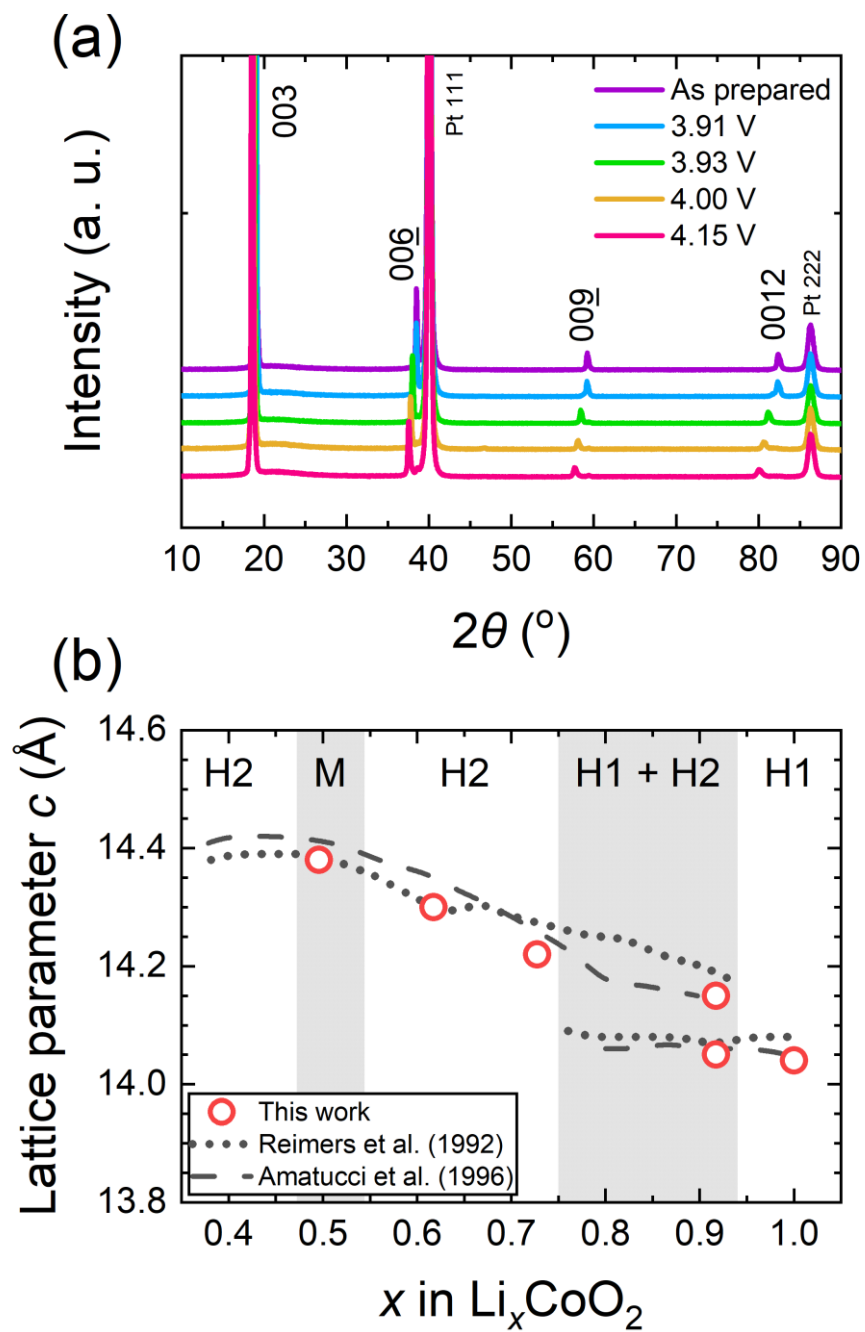 (a)
Intensity (a. u.)
003
006
Pt 111
009
0012
Pt 222
As prepared
3.91 V
3.93 V
4.00 V
4.15 V
10 20 30 40 50 60 70 80 90
2θ (°)
(b)
Lattice parameter c (Å)
14.6
14.4
14.2
14.0
13.8
H2 M H2 H1 + H2 H1
This work
Reimers et al. (1992)
Amatucci et al. (1996)
0.4 0.5 0.6 0.7 0.8 0.9 1.0
x in LiₓCoO₂